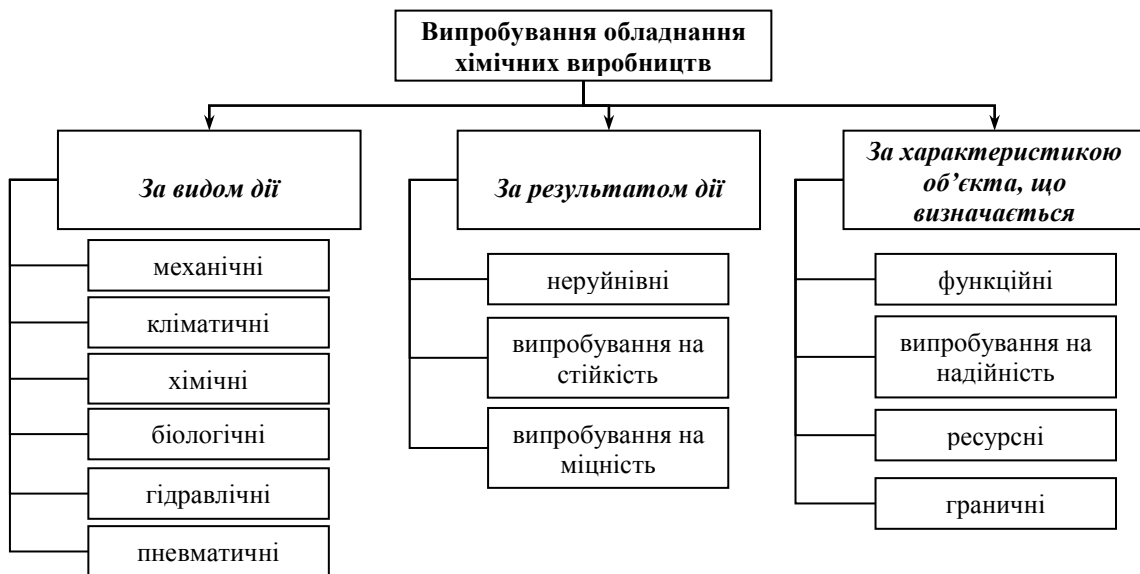 Випробування обладнання
хімічних виробництв
За видом дії
механічні
кліматичні
хімічні
біологічні
гідравлічні
пневматичні
За результатом дії
неруйнівні
випробування на
стійкість
випробування на
міцність
За характеристикою
об’єкта, що
визначається
функційні
випробування на
надійність
ресурсні
граничні